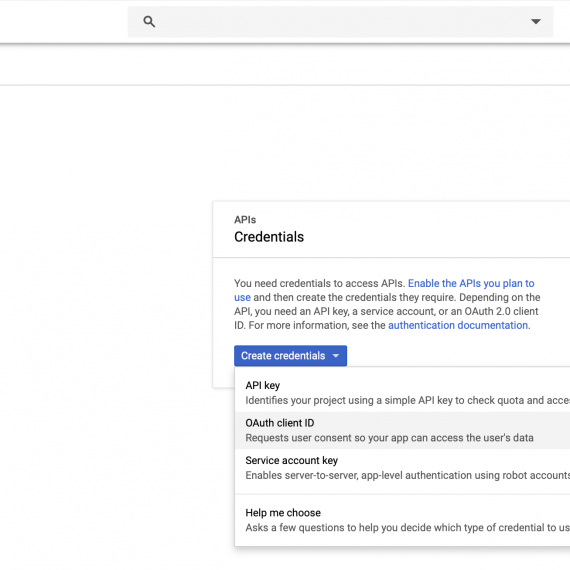 APIs
Credentials
You need credentials to access APIs. Enable the APIs you plan to
use and then create the credentials they require. Depending on the
API, you need an API key, a service account, or an OAuth 2.0 client
ID. For more information, see the authentication documentation.
Create credentials
API key
Identifies your project using a simple API key to check quota and
OAuth client ID
Requests user consent so your app can access the user's data
Service account key
Enables server-to-server, app-level authentication using robot accounts
Help me choose
Asks a few questions to help you decide which type of credential to